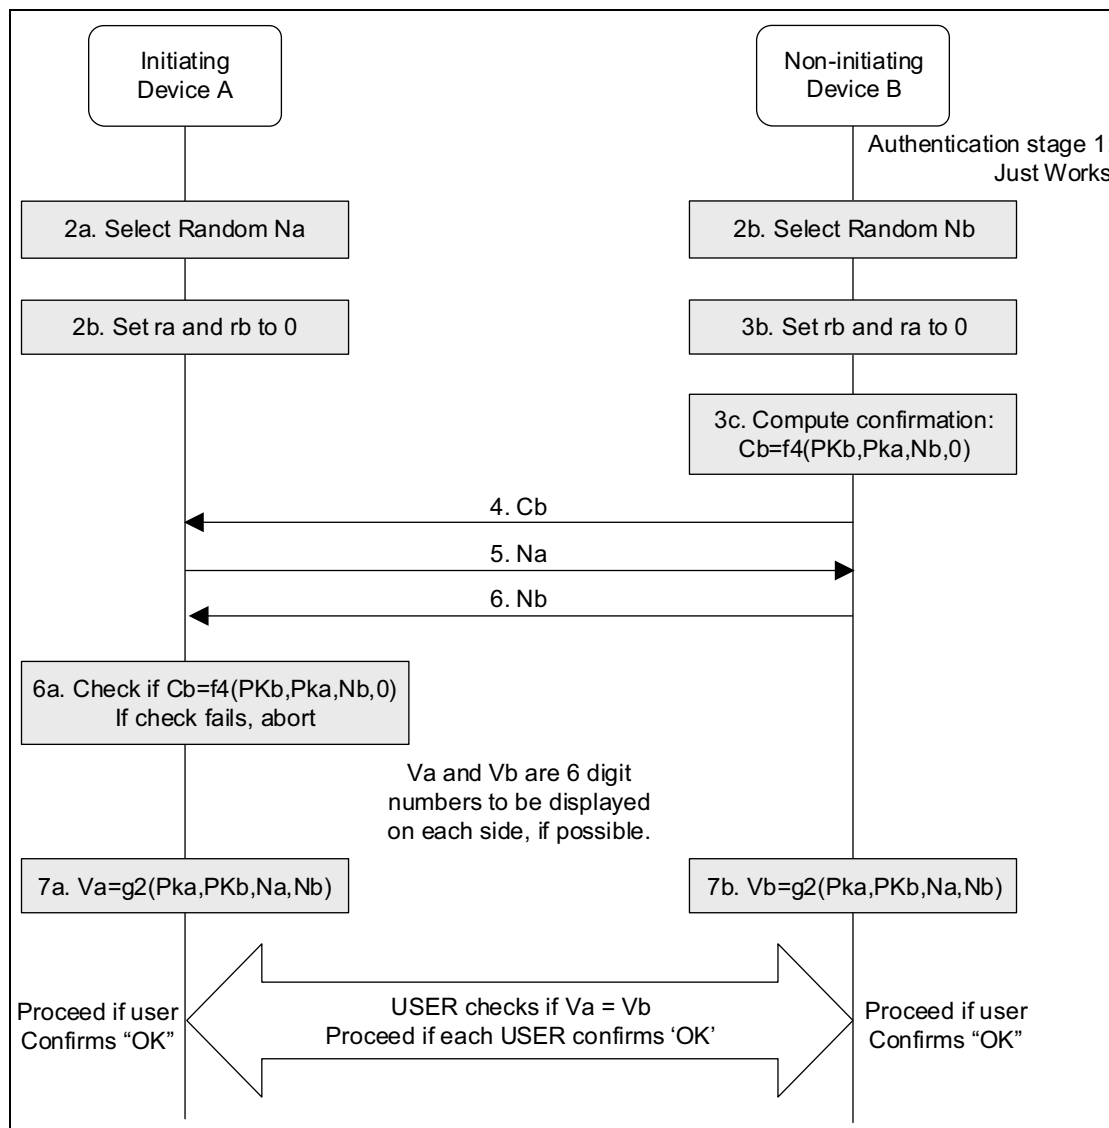 Initiating
Device A
Non-initiating
Device B
Authentication stage 1:
Just Works
2a. Select Random Na
2b. Select Random Nb
2b. Set ra and rb to 0
3b. Set rb and ra to 0
3c. Compute confirmation:
Cb=f4(PKb,Pka,Nb,0)
4. Cb
5. Na
6. Nb
6a. Check if Cb=f4(PKb,Pka,Nb,0)
If check fails, abort
Va and Vb are 6 digit
numbers to be displayed
on each side, if possible.
7a. Va=g2(Pka,PKb,Na,Nb)
7b. Vb=g2(Pka,PKb,Na,Nb)
Proceed if user
Confirms “OK”
USER checks if Va = Vb
Proceed if each USER confirms ‘OK’
Proceed if user
Confirms “OK”